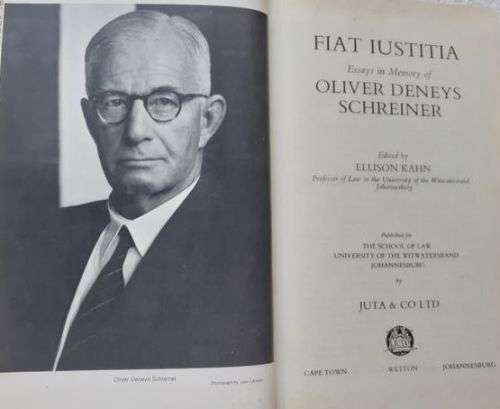 Oliver Deneys Schreiner
Photograph by
FIAT IUSTITIA
Essays in Memory of
OLIVER DENEYS
SCHREINER
Edited by
ELLISON KAHN
Professor of Law in the University of the Witwatersrand
Johannesburg
Published for
THE SCHOOL OF LAW
UNIVERSITY OF THE WITWATERSRAND
JOHANNESBURG
by
JUTA & CO LTD
CAPE TOWN WETTON JOHANNESBURG